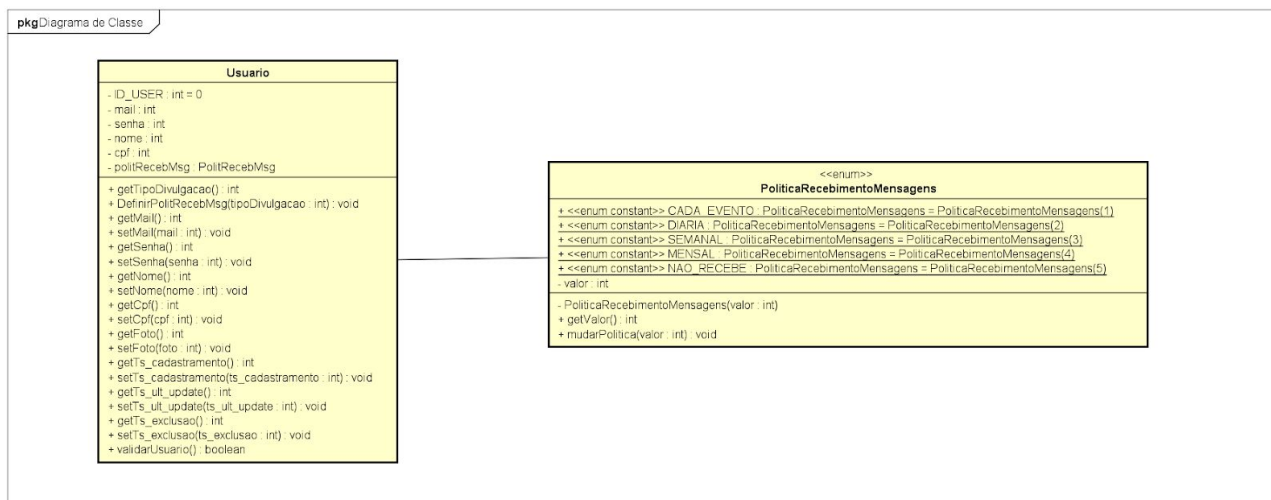 pkg Diagrama de Classe
Usuario
- ID_USER : int = 0
- mail : int
- senha : int
- nome : int
- cpf : int
- politRecebMsg : PolitRecebMsg
+ getTipoDivulgacao() : int
+ DefinirPolitRecebMsg(tipoDivulgacao : int) : void
+ getMail() : int
+ setMail(mail : int) : void
+ getSenha() : int
+ setSenha(senha : int) : void
+ getNome() : int
+ setNome(nome : int) : void
+ getCpf() : int
+ setCpf(cpf : int) : void
+ getFoto() : int
+ setFoto(foto : int) : void
+ getTs_cadastramento() : int
+ setTs_cadastramento(ts_cadastramento : int) : void
+ getTs_ult_update() : int
+ setTs_ult_update(ts_ult_update : int) : void
+ getTs_exclusao() : int
+ setTs_exclusao(ts_exclusao : int) : void
+ validarUsuario() : boolean
<<enum>>
PoliticaRecebimentoMensagens
+ <<enum constant>> CADA_EVENTO : PoliticaRecebimentoMensagens = PoliticaRecebimentoMensagens(1)
+ <<enum constant>> DIARIA : PoliticaRecebimentoMensagens = PoliticaRecebimentoMensagens(2)
+ <<enum constant>> SEMANAL : PoliticaRecebimentoMensagens = PoliticaRecebimentoMensagens(3)
+ <<enum constant>> MENSAL : PoliticaRecebimentoMensagens = PoliticaRecebimentoMensagens(4)
+ <<enum constant>> NAO_RECEBE : PoliticaRecebimentoMensagens = PoliticaRecebimentoMensagens(5)
- valor : int
- PoliticaRecebimentoMensagens(valor : int)
+ getValor() : int
+ mudarPolitica(valor : int) : void